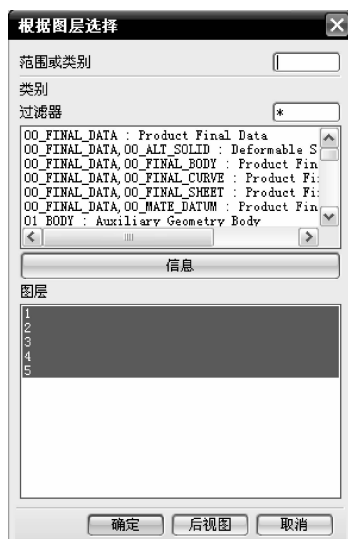 根据图层选择
范围或类别
类别
过滤器 *
00_FINAL_DATA : Product Final Data
00_FINAL_DATA,00_ALT_SOLID : Deformable S
00_FINAL_DATA,00_FINAL_BODY : Product Fin
00_FINAL_DATA,00_FINAL_CURVE : Product Fi
00_FINAL_DATA,00_FINAL_SHEET : Product Fi
00_FINAL_DATA,00_MATE_DATUM : Product Fin
01_BODY : Auxiliary Geometry Body
信息
图层
1
2
3
4
5
确定 后视图 取消